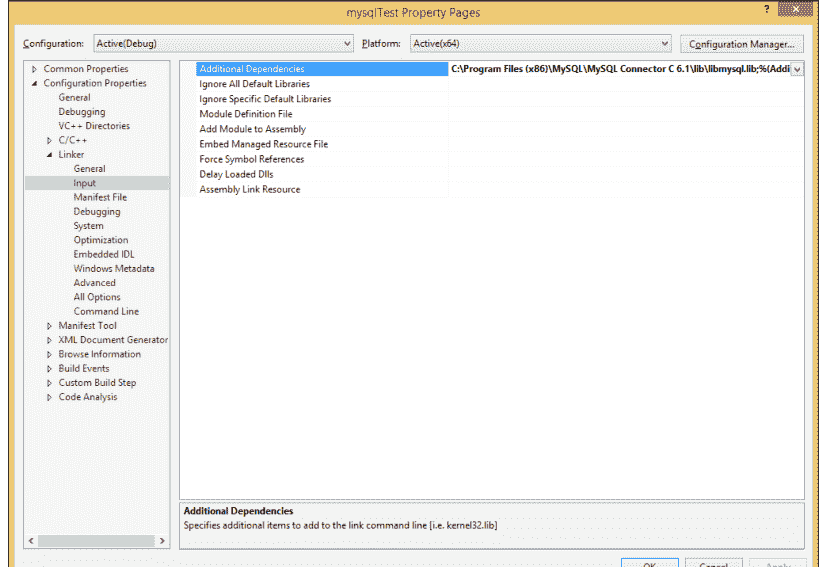 mysqlTest Property Pages
?
Configuration: Active(Debug) Platform: Active(x64) Configuration Manager...
Common Properties
Configuration Properties
General
Debugging
VC++ Directories
C/C++
Linker
General
Input
Manifest File
Debugging
System
Optimization
Embedded IDL
Windows Metadata
Advanced
All Options
Command Line
Manifest Tool
XML Document Generator
Browse Information
Build Events
Custom Build Step
Code Analysis
Additional Dependencies C:\Program Files (x86)\MySQL\MySQL Connector C 6.1\lib\libmysql.lib;%(Addi
Ignore All Default Libraries
Ignore Specific Default Libraries
Module Definition File
Add Module to Assembly
Embed Managed Resource File
Force Symbol References
Delay Loaded Dlls
Assembly Link Resource
Additional Dependencies
Specifies additional items to add to the link command line [i.e. kernel32.lib]
OK Cancel Apply